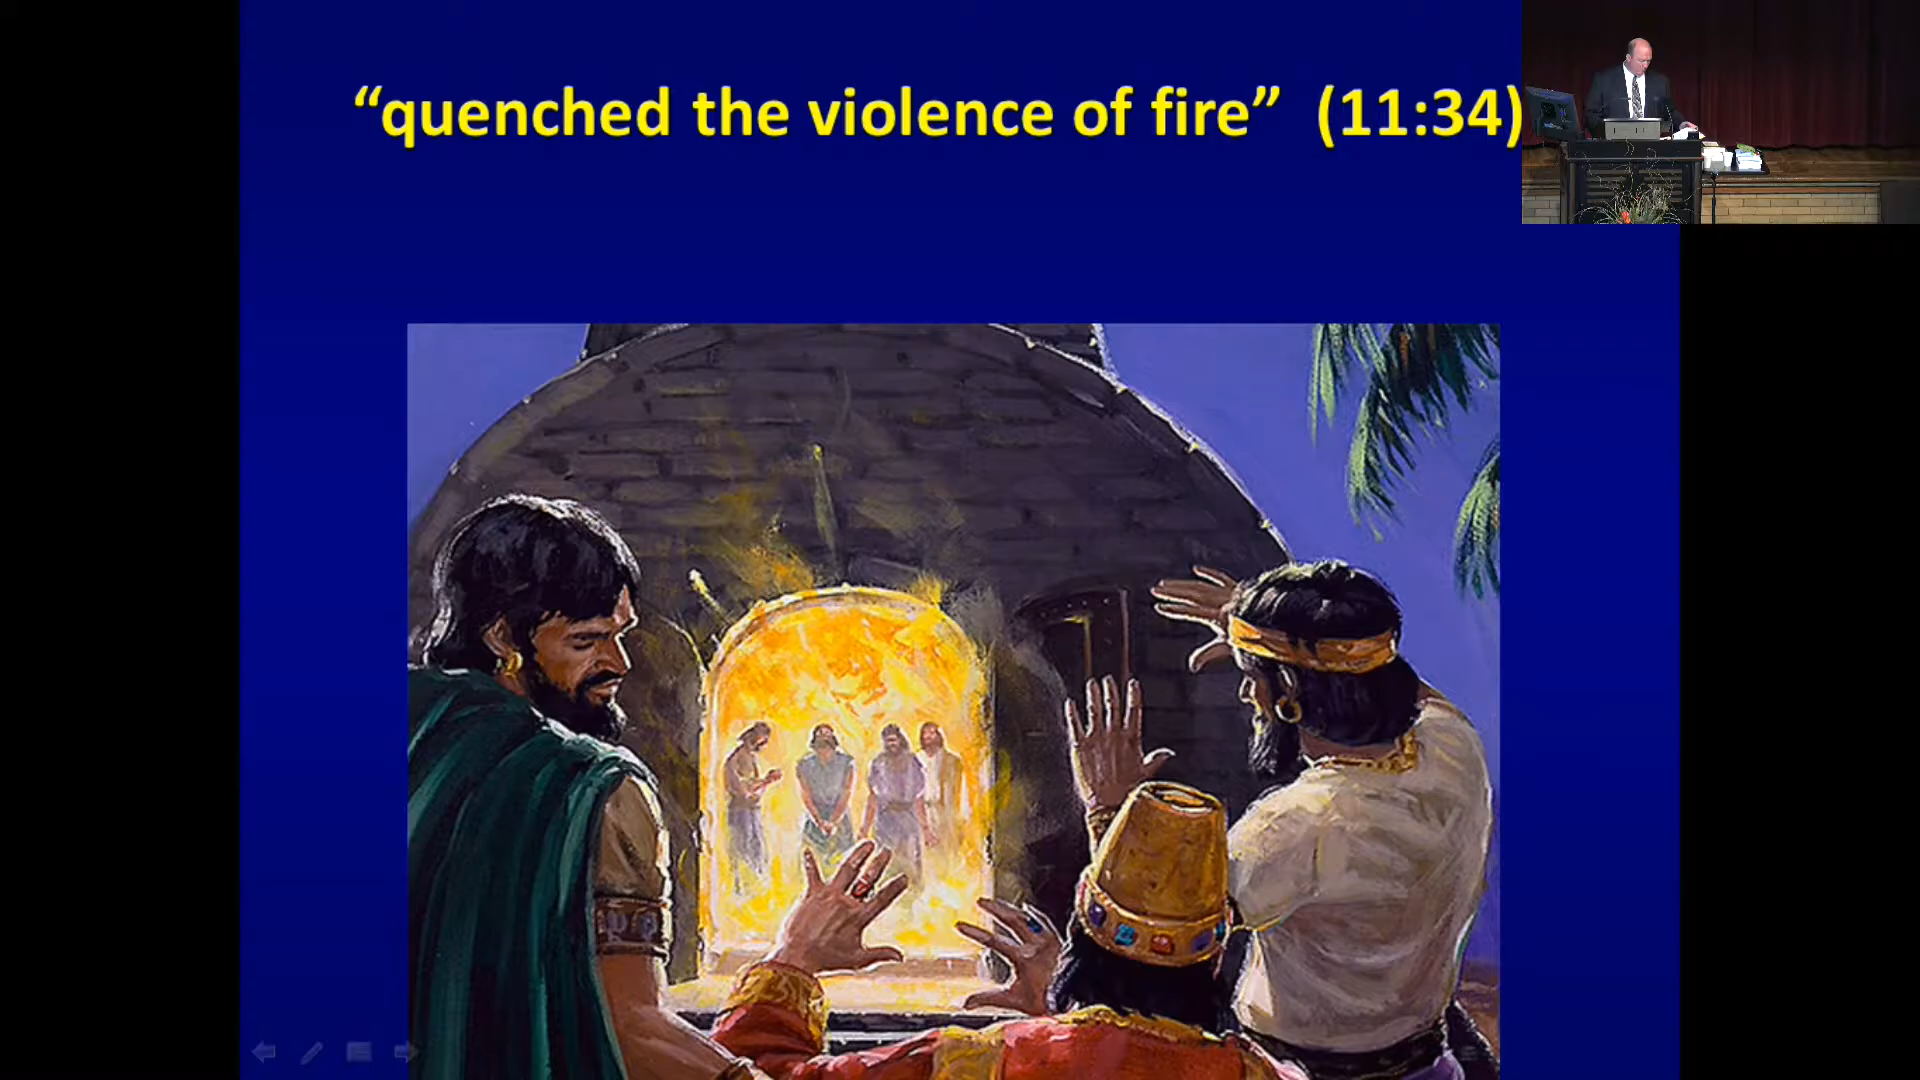 “quenched the violence of fire” (11:34)